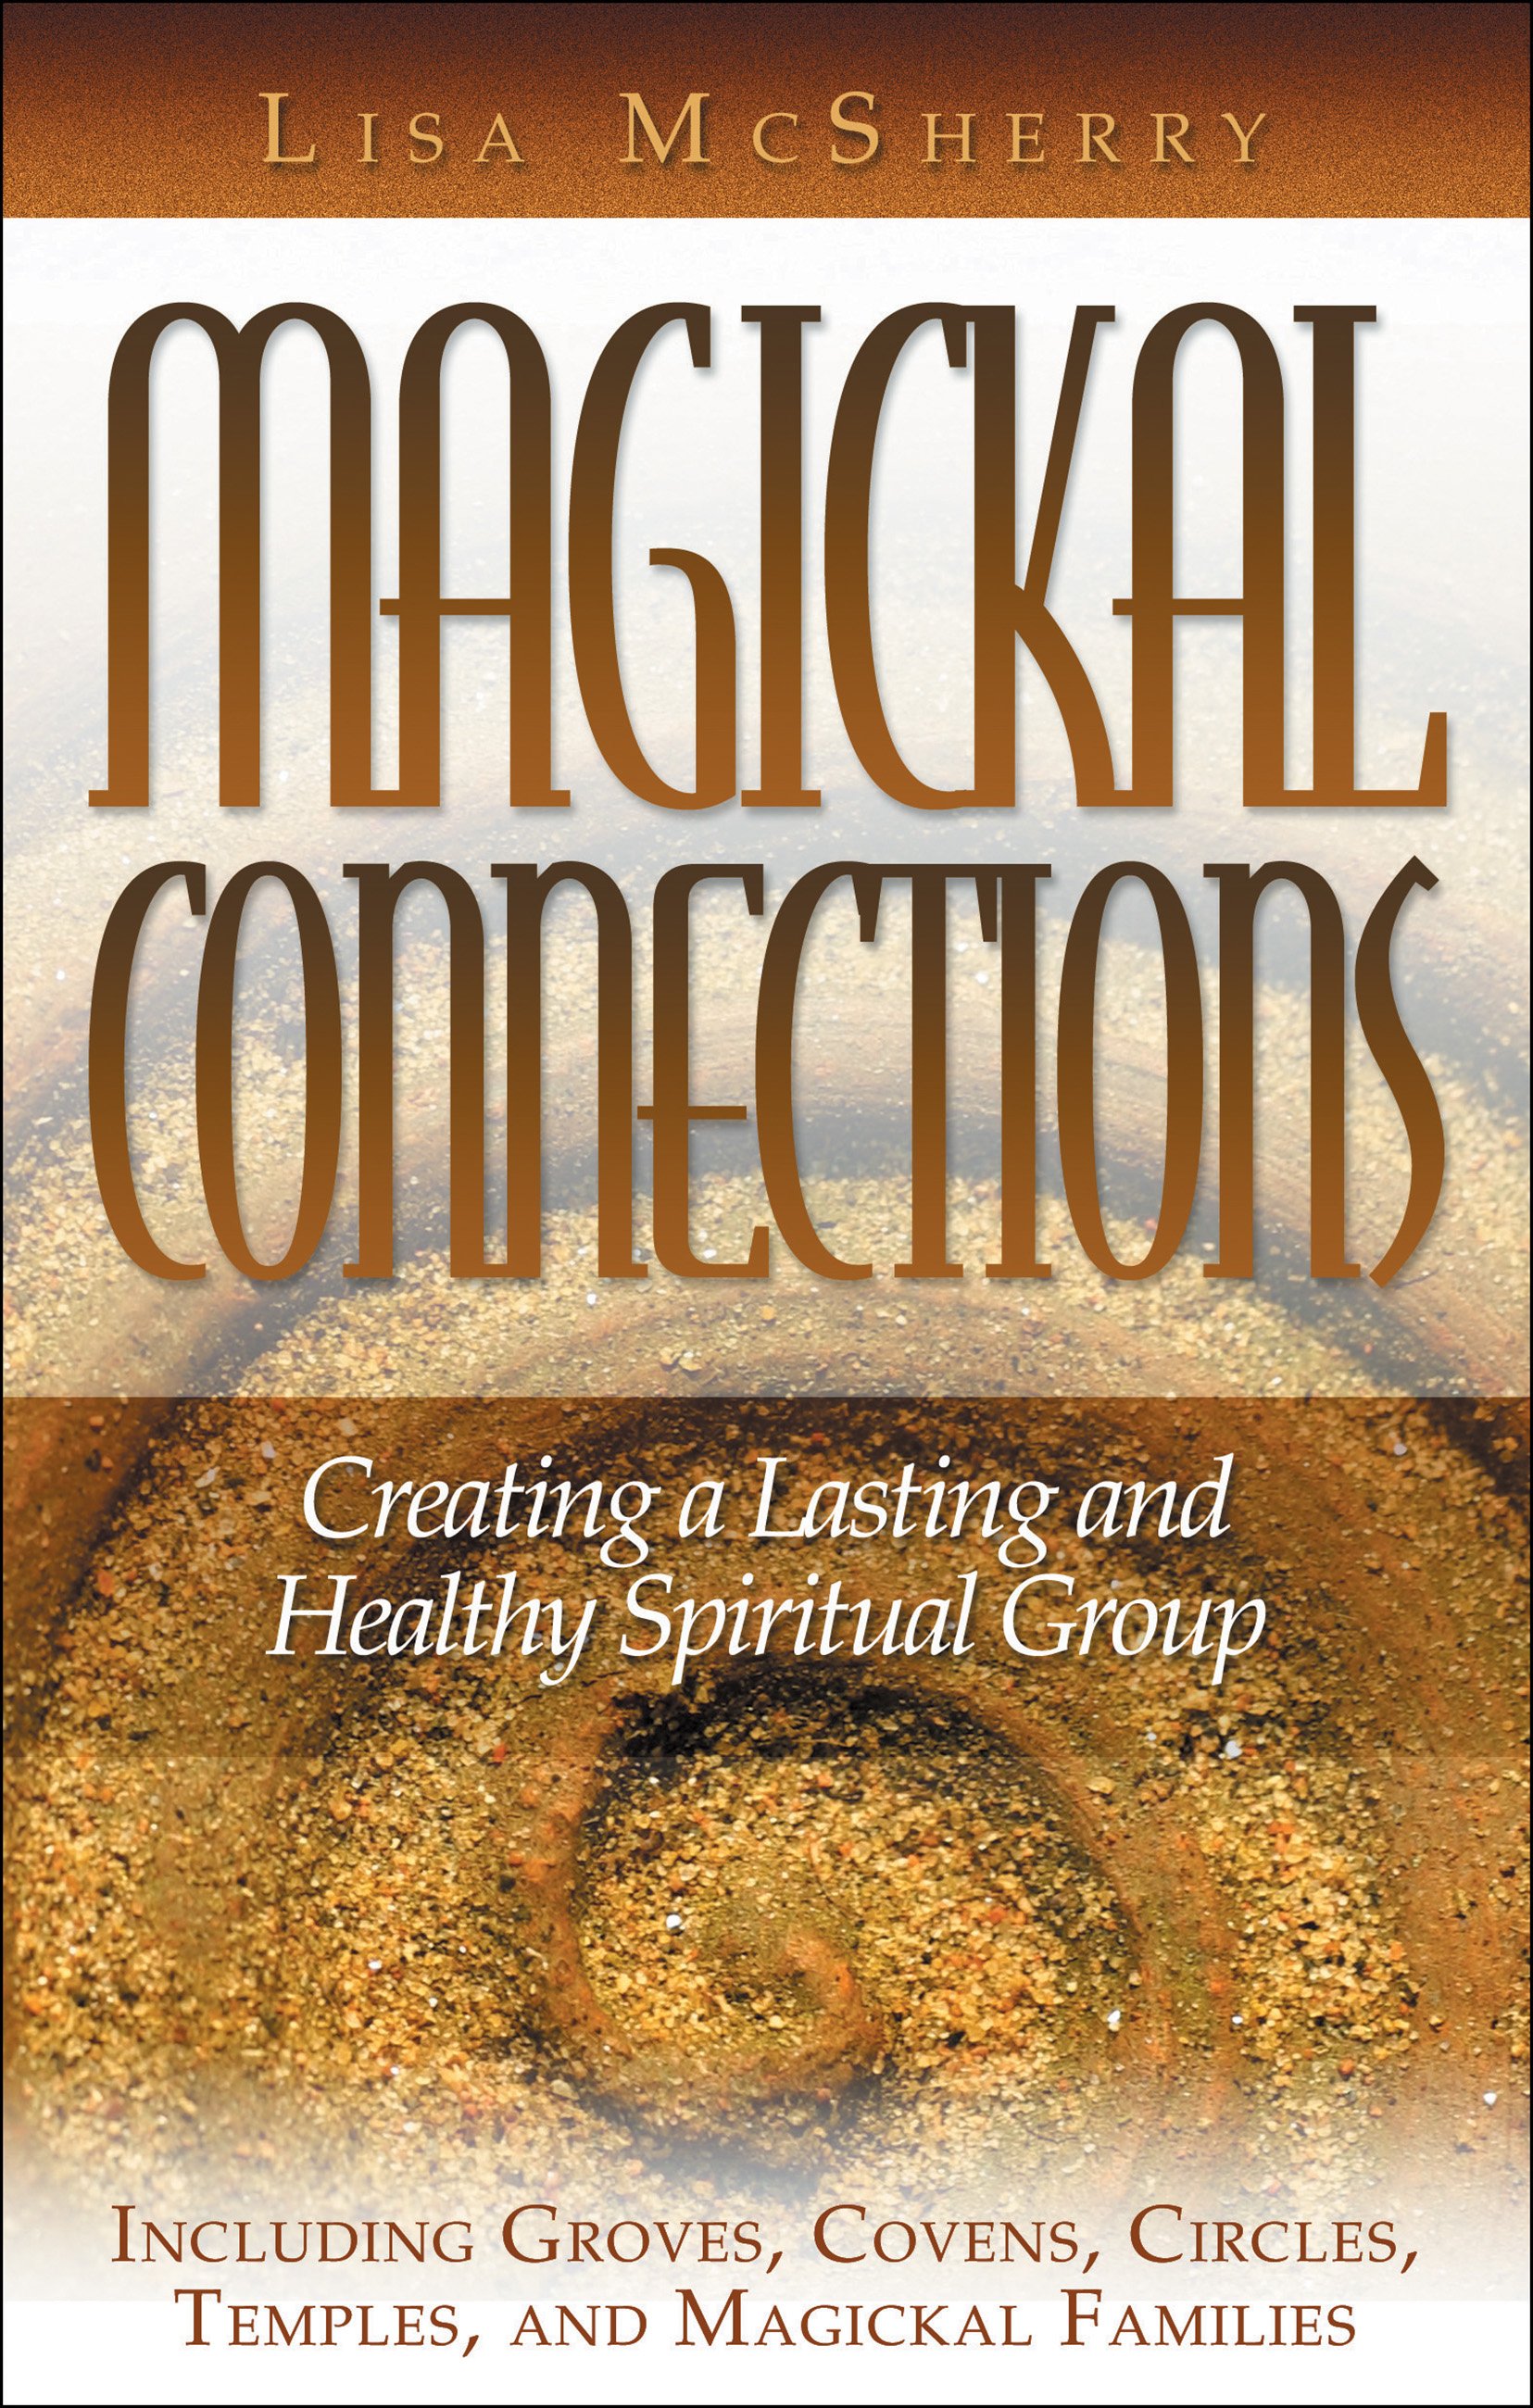 Lisa McSherry
MAGICKAL
CONNECTIONS
Creating a Lasting and
Healthy Spiritual Group
Including Groves, Covens, Circles,
Temples, and Magickal Families